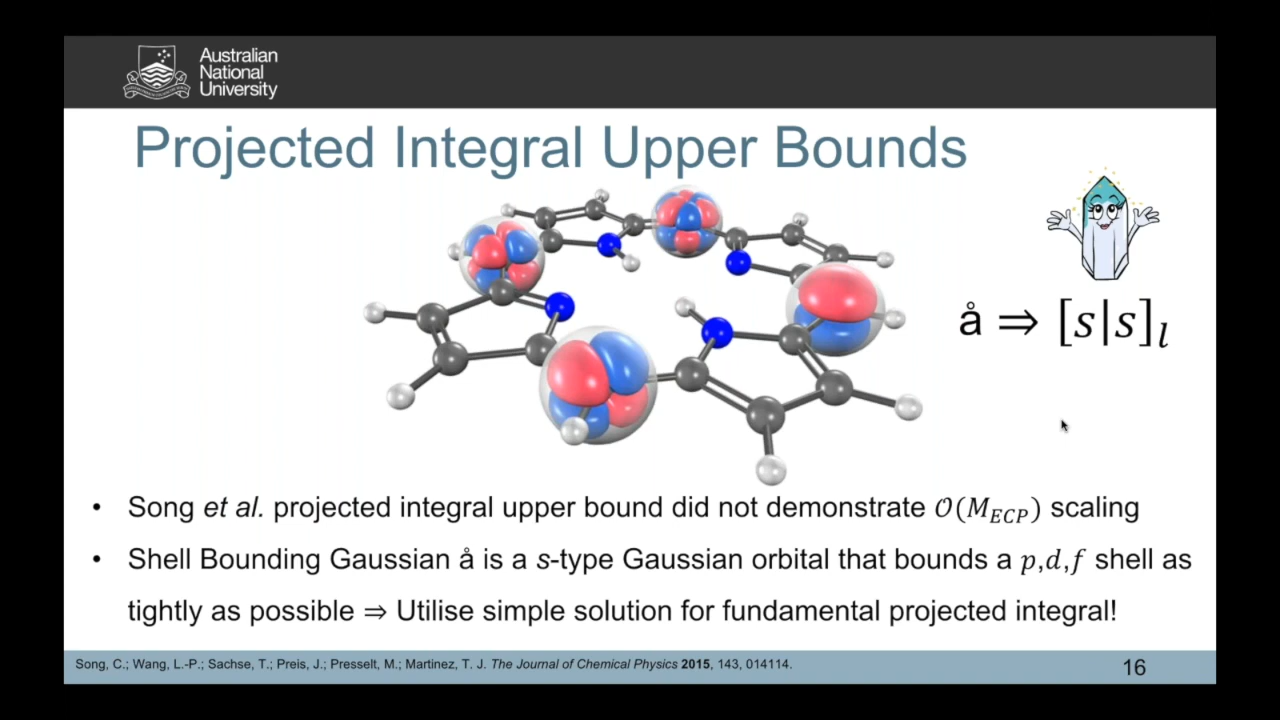 Australian
National
University
Projected Integral Upper Bounds
å ⇒ [s|s]l
• Song et al. projected integral upper bound did not demonstrate 𝒪(M_ECP) scaling
• Shell Bounding Gaussian å is a s-type Gaussian orbital that bounds a p,d,f shell as
tightly as possible ⇒ Utilise simple solution for fundamental projected integral!
Song, C.; Wang, L.-P.; Sachse, T.; Preis, J.; Presselt, M.; Martinez, T. J. The Journal of Chemical Physics 2015, 143, 014114.
16